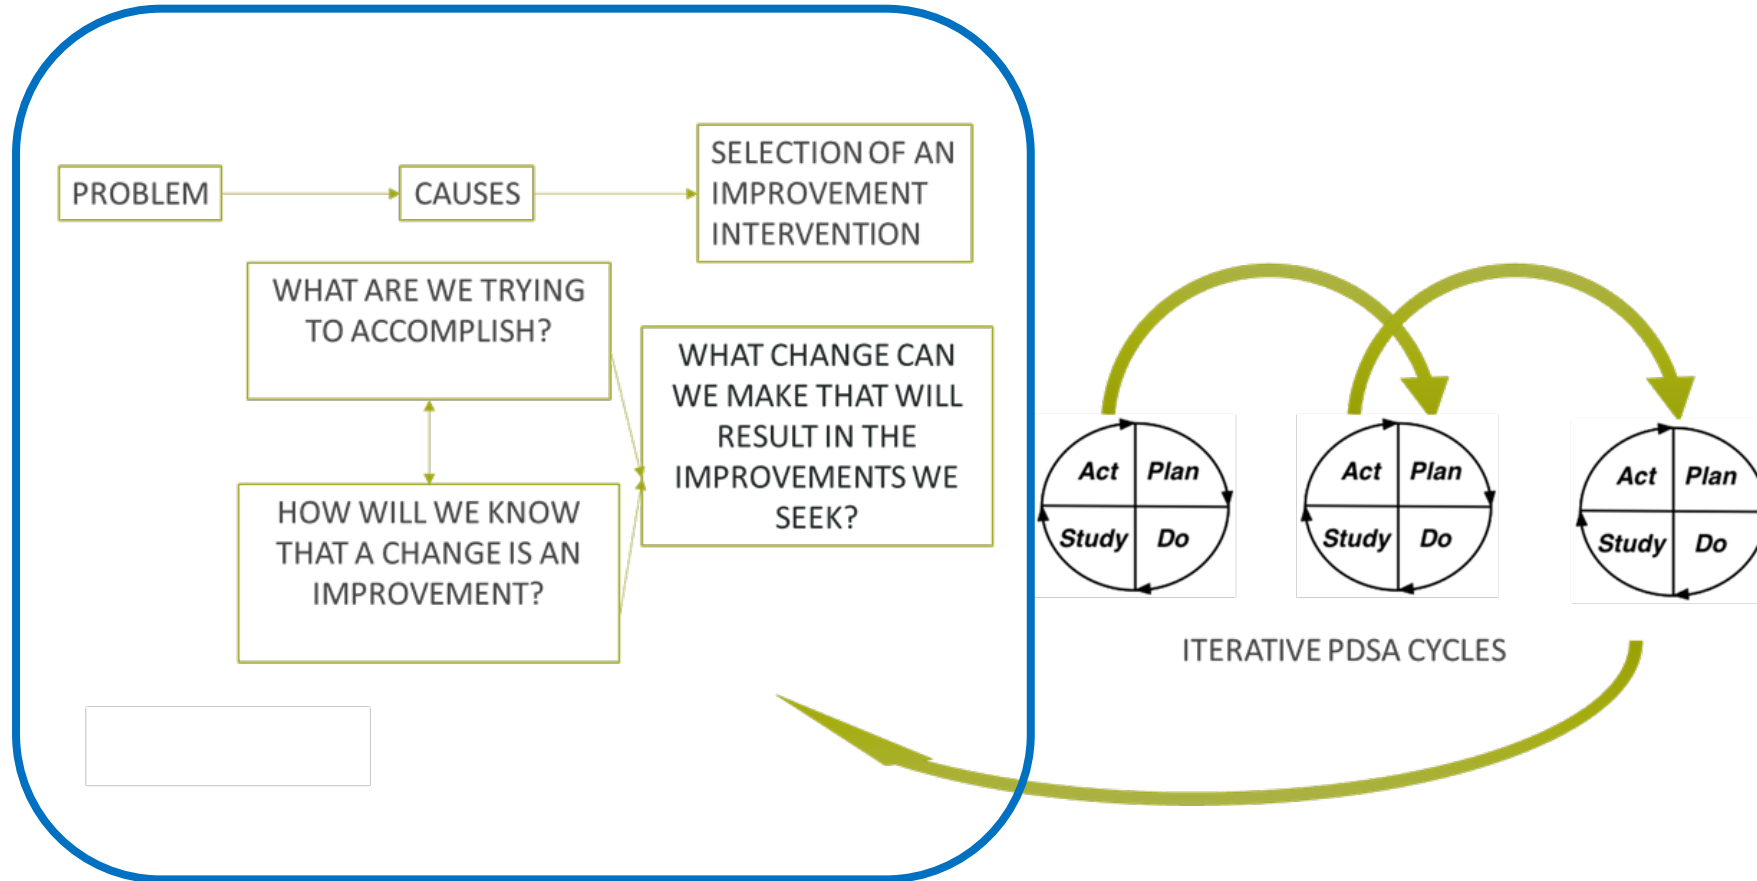 PROBLEM
CAUSES
SELECTION OF AN
IMPROVEMENT
INTERVENTION
WHAT ARE WE TRYING
TO ACCOMPLISH?
HOW WILL WE KNOW
THAT A CHANGE IS AN
IMPROVEMENT?
WHAT CHANGE CAN
WE MAKE THAT WILL
RESULT IN THE
IMPROVEMENTS WE
SEEK?
Act Plan
Study Do
Act Plan
Study Do
Act Plan
Study Do
ITERATIVE PDSA CYCLES